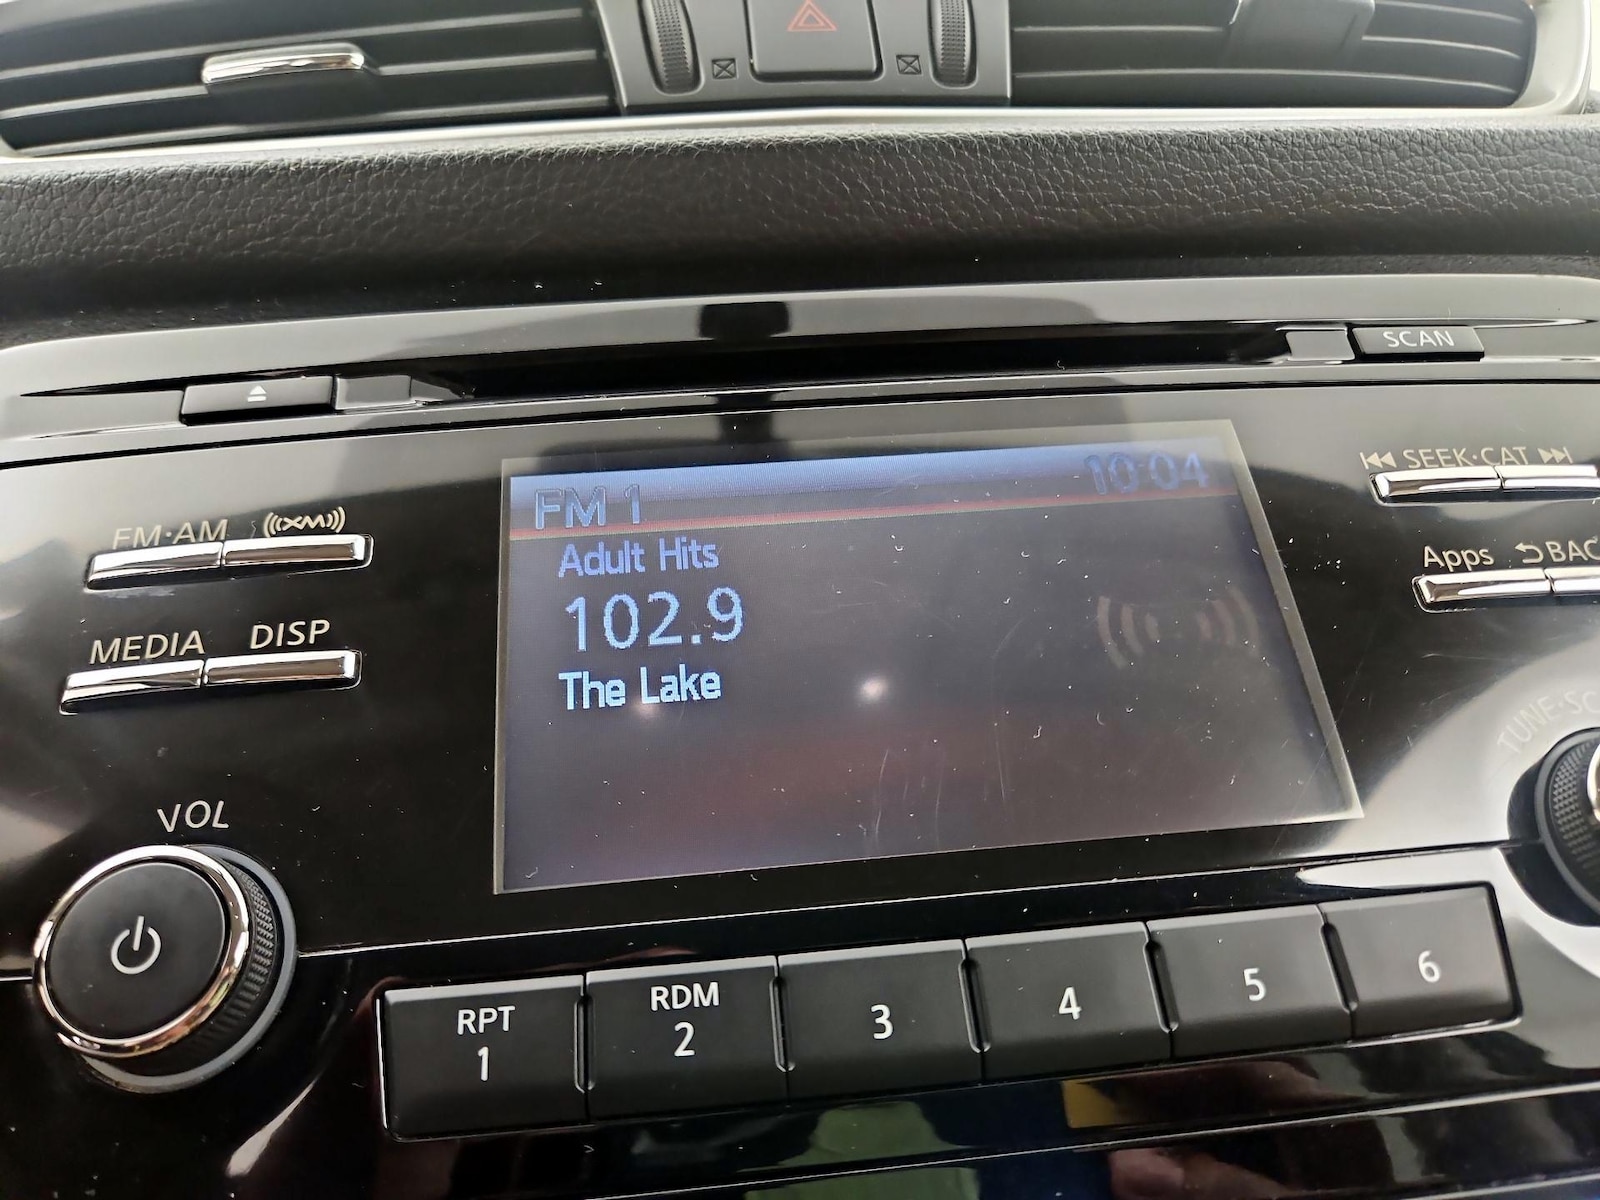 SCAN
SEEK·CAT
FM 1 10:04
FM·AM XM
Adult Hits
Apps
102.9
MEDIA DISP
The Lake
VOL
RPT
1
RDM
2
3
4
5
6